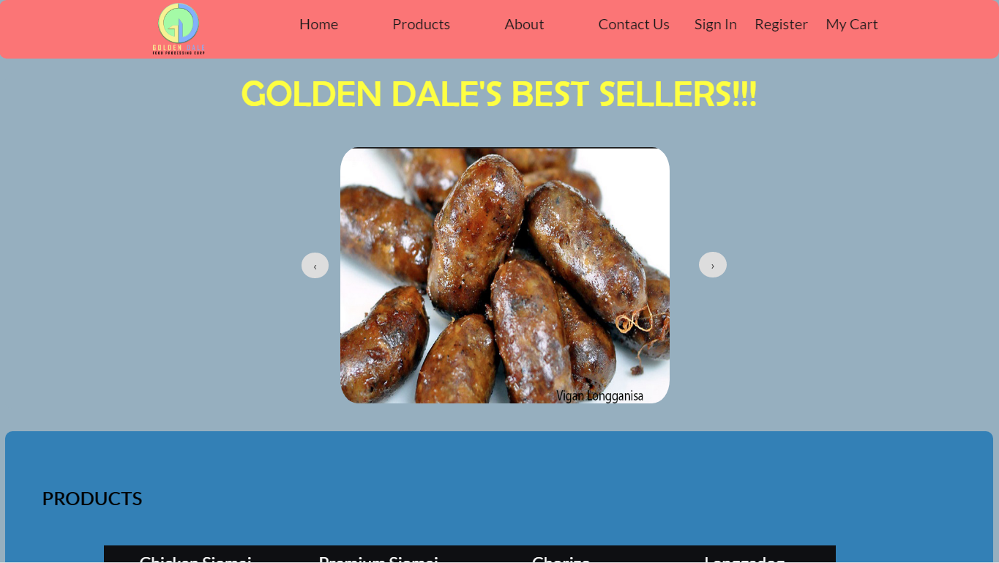 GOLDEN DALE
FOOD PROCESSING CORP
Home Products About Contact Us Sign In Register My Cart
GOLDEN DALE'S BEST SELLERS!!!
‹ ›
Vigan Longganisa
PRODUCTS
Chicken Siomai Premium Siomai Chorizo Longgadog